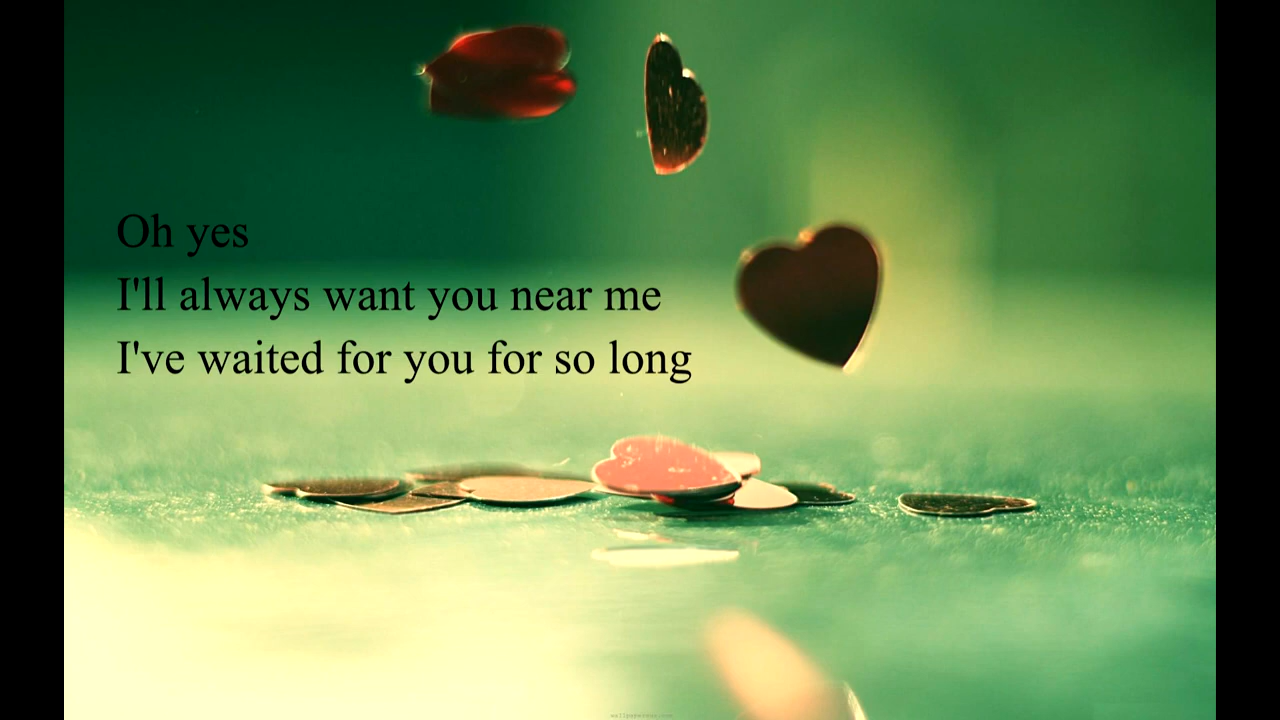 Oh yes
I'll always want you near me
I've waited for you for so long